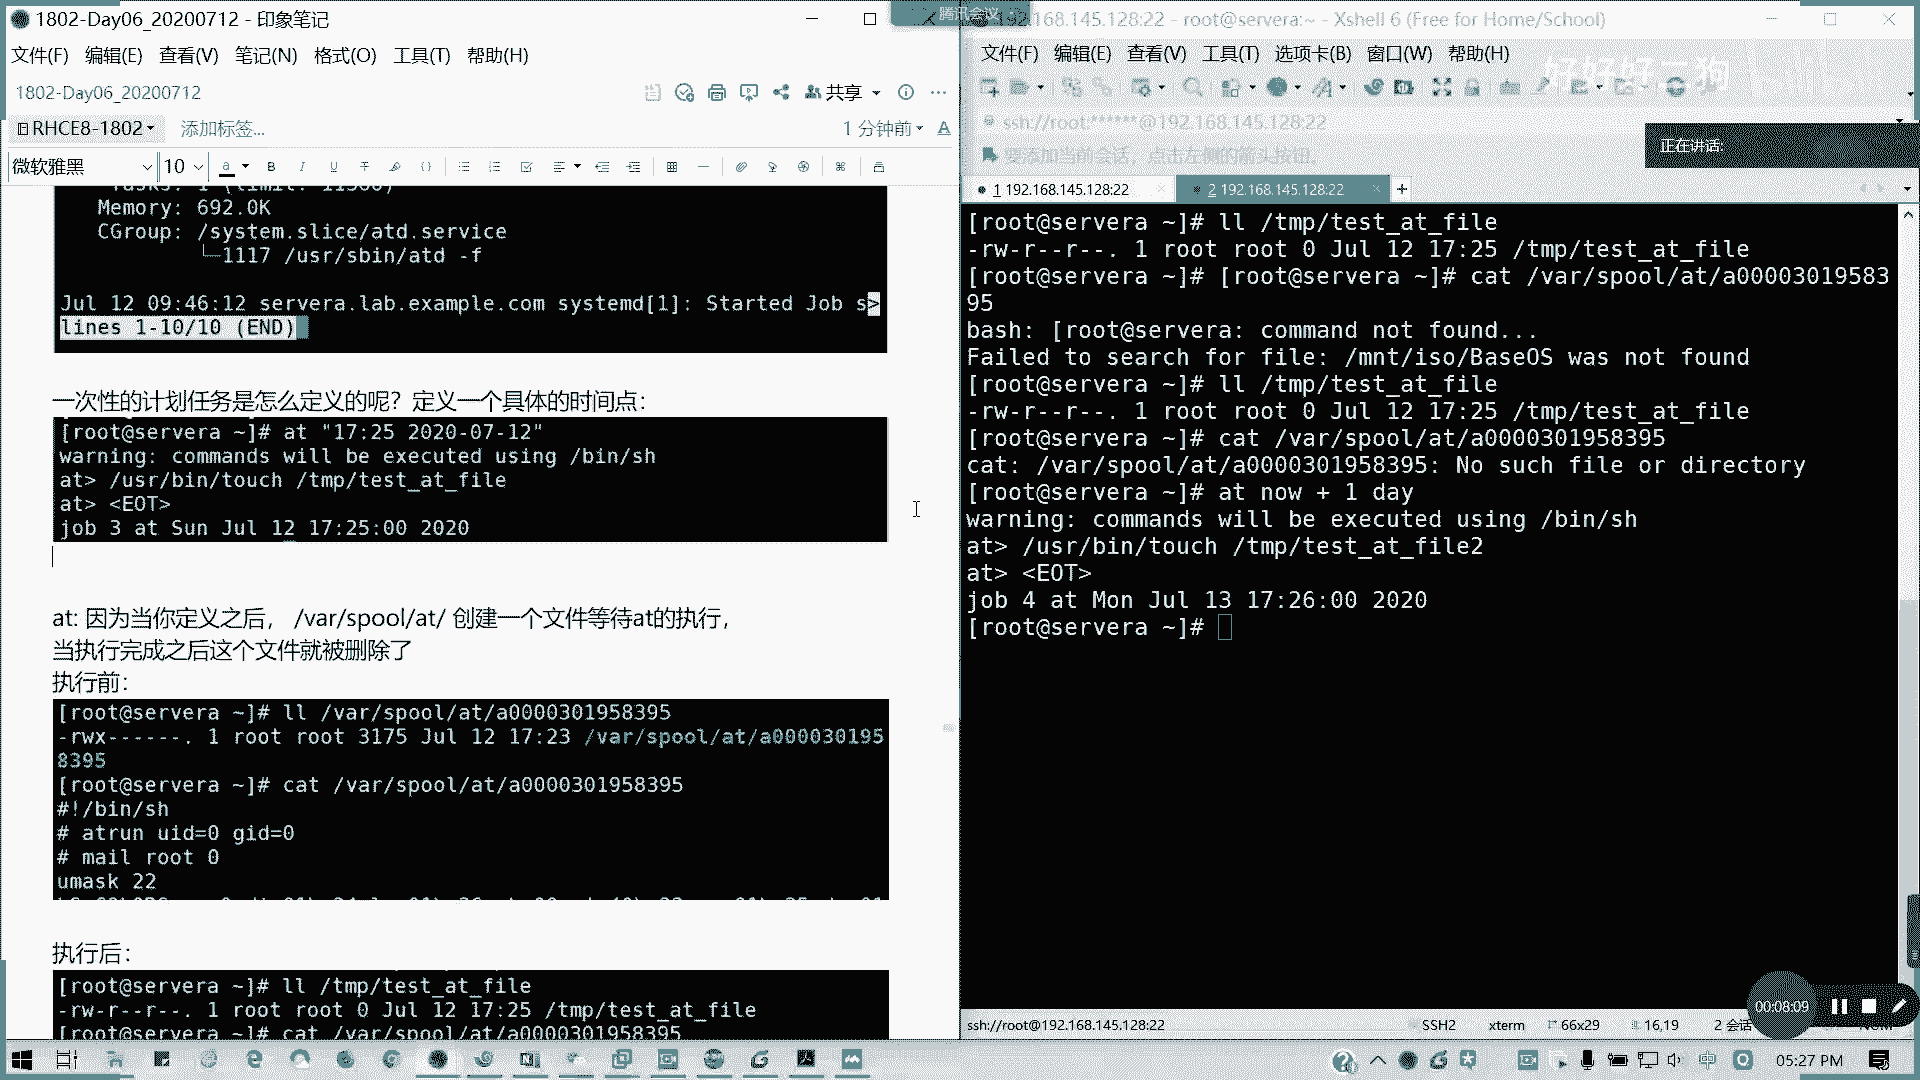 1802-Day06_20200712 - 印象笔记
文件(F) 编辑(E) 查看(V) 笔记(N) 格式(O) 工具(T) 帮助(H)
1802-Day06_20200712
共享
RHCE8-1802
添加标签...
1 分钟前
微软雅黑 10
Tasks: 1 (limit: 11500)
Memory: 692.0K
CGroup: /system.slice/atd.service
└─1117 /usr/sbin/atd -f
Jul 12 09:46:12 servera.lab.example.com systemd[1]: Started Job s>
lines 1-10/10 (END)
一次性的计划任务是怎么定义的呢？定义一个具体的时间点：
[root@servera ~]# at "17:25 2020-07-12"
warning: commands will be executed using /bin/sh
at> /usr/bin/touch /tmp/test_at_file
at> <EOT>
job 3 at Sun Jul 12 17:25:00 2020
at: 因为当你定义之后， /var/spool/at/ 创建一个文件等待at的执行，
当执行完成之后这个文件就被删除了
执行前：
[root@servera ~]# ll /var/spool/at/a0000301958395
-rwx------. 1 root root 3175 Jul 12 17:23 /var/spool/at/a000030195
8395
[root@servera ~]# cat /var/spool/at/a0000301958395
#!/bin/sh
# atrun uid=0 gid=0
# mail root 0
umask 22
执行后：
[root@servera ~]# ll /tmp/test_at_file
-rw-r--r--. 1 root root 0 Jul 12 17:25 /tmp/test_at_file
[root@servera ~]# cat /var/spool/at/a0000301958395
腾讯会议
192.168.145.128:22 - root@servera:~ - Xshell 6 (Free for Home/School)
文件(F) 编辑(E) 查看(V) 工具(T) 选项卡(B) 窗口(W) 帮助(H)
好好好二狗
ssh://root:******@192.168.145.128:22
要添加当前会话，点击左侧的箭头按钮。
正在讲话:
1 192.168.145.128:22
2 192.168.145.128:22
[root@servera ~]# ll /tmp/test_at_file
-rw-r--r--. 1 root root 0 Jul 12 17:25 /tmp/test_at_file
[root@servera ~]# [root@servera ~]# cat /var/spool/at/a00003019583
95
bash: [root@servera: command not found...
Failed to search for file: /mnt/iso/BaseOS was not found
[root@servera ~]# ll /tmp/test_at_file
-rw-r--r--. 1 root root 0 Jul 12 17:25 /tmp/test_at_file
[root@servera ~]# cat /var/spool/at/a0000301958395
cat: /var/spool/at/a0000301958395: No such file or directory
[root@servera ~]# at now + 1 day
warning: commands will be executed using /bin/sh
at> /usr/bin/touch /tmp/test_at_file2
at> <EOT>
job 4 at Mon Jul 13 17:26:00 2020
[root@servera ~]#
00:08:09
ssh://root@192.168.145.128:22 SSH2 xterm 66x29 16,19 2 会话
05:27 PM